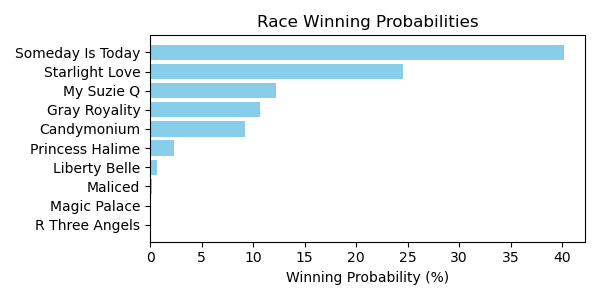 Race Winning Probabilities
Someday Is Today
Starlight Love
My Suzie Q
Gray Royality
Candymonium
Princess Halime
Liberty Belle
Maliced
Magic Palace
R Three Angels
0 5 10 15 20 25 30 35 40
Winning Probability (%)